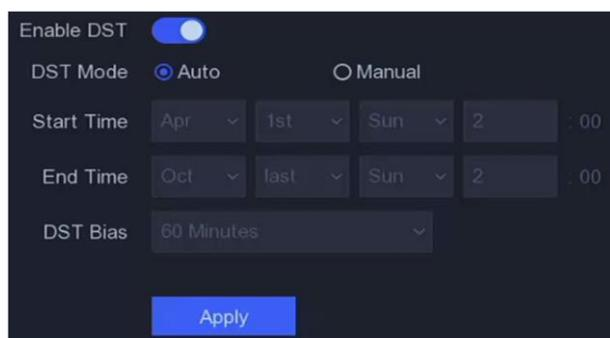 Enable DST
DST Mode Auto Manual
Start Time Apr 1st Sun 2 : 00
End Time Oct last Sun 2 : 00
DST Bias 60 Minutes
Apply